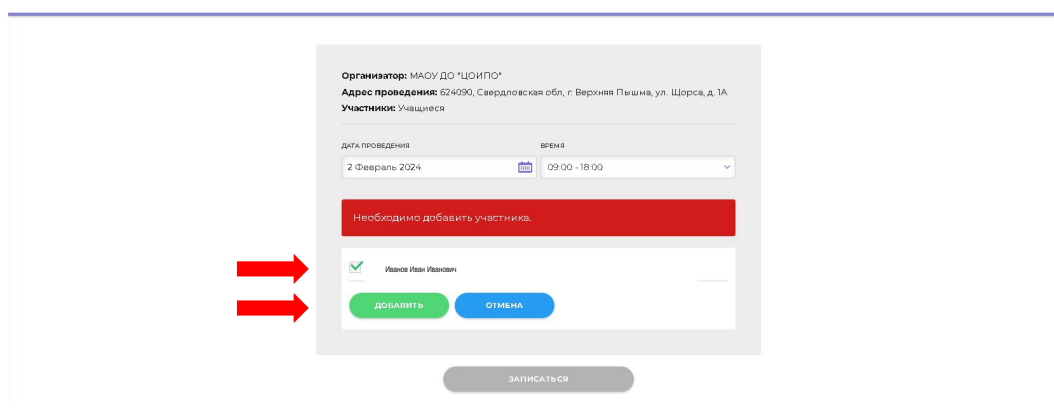 Организатор: МАОУ ДО "ЦОИПО"
Адрес проведения: 624090, Свердловская обл, г. Верхняя Пышма, ул. Щорса, д. 1А
Участники: Учащиеся
ДАТА ПРОВЕДЕНИЯ ВРЕМЯ
2 Февраль 2024 09:00 - 18:00
Необходимо добавить участника.
Иванов Иван Иванович
ДОБАВИТЬ ОТМЕНА
ЗАПИСАТЬСЯ